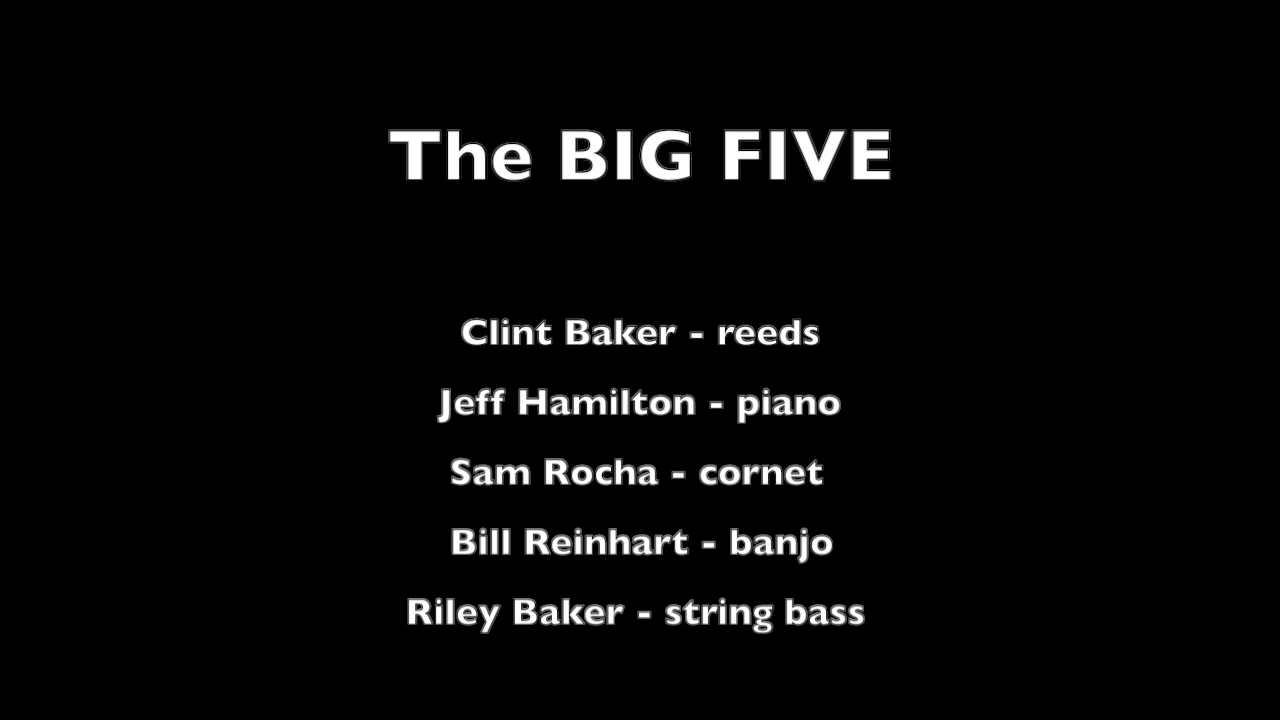 The BIG FIVE
Clint Baker - reeds
Jeff Hamilton - piano
Sam Rocha - cornet
Bill Reinhart - banjo
Riley Baker - string bass